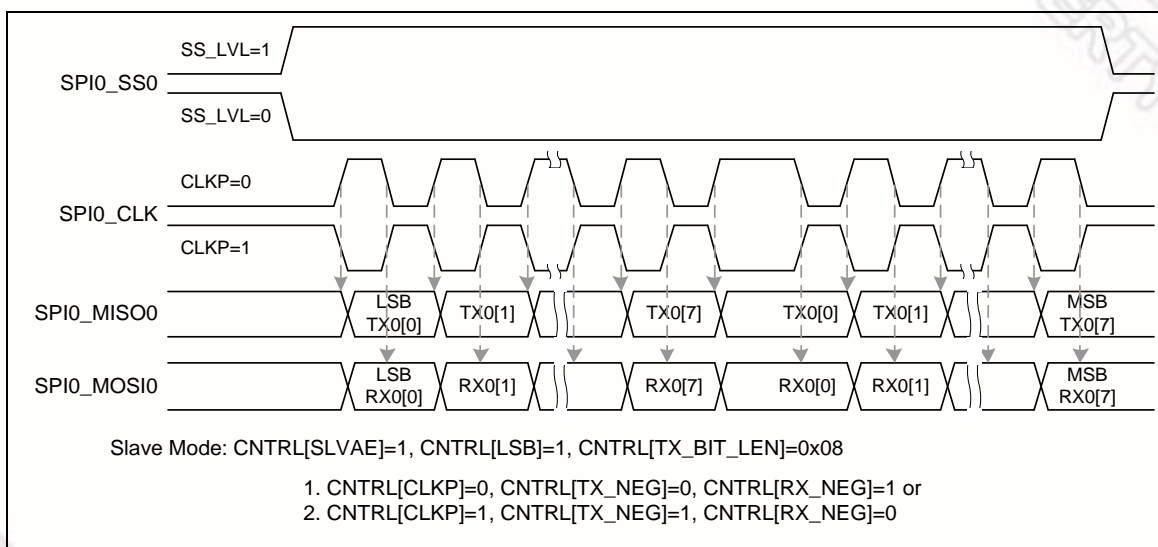 SS_LVL=1
SPI0_SS0
SS_LVL=0
CLKP=0
SPI0_CLK
CLKP=1
SPI0_MISO0
LSB
TX0[0]
TX0[1]
TX0[7]
TX0[0]
TX0[1]
MSB
TX0[7]
SPI0_MOSI0
LSB
RX0[0]
RX0[1]
RX0[7]
RX0[0]
RX0[1]
MSB
RX0[7]
Slave Mode: CNTRL[SLVAE]=1, CNTRL[LSB]=1, CNTRL[TX_BIT_LEN]=0x08
1. CNTRL[CLKP]=0, CNTRL[TX_NEG]=0, CNTRL[RX_NEG]=1 or
2. CNTRL[CLKP]=1, CNTRL[TX_NEG]=1, CNTRL[RX_NEG]=0